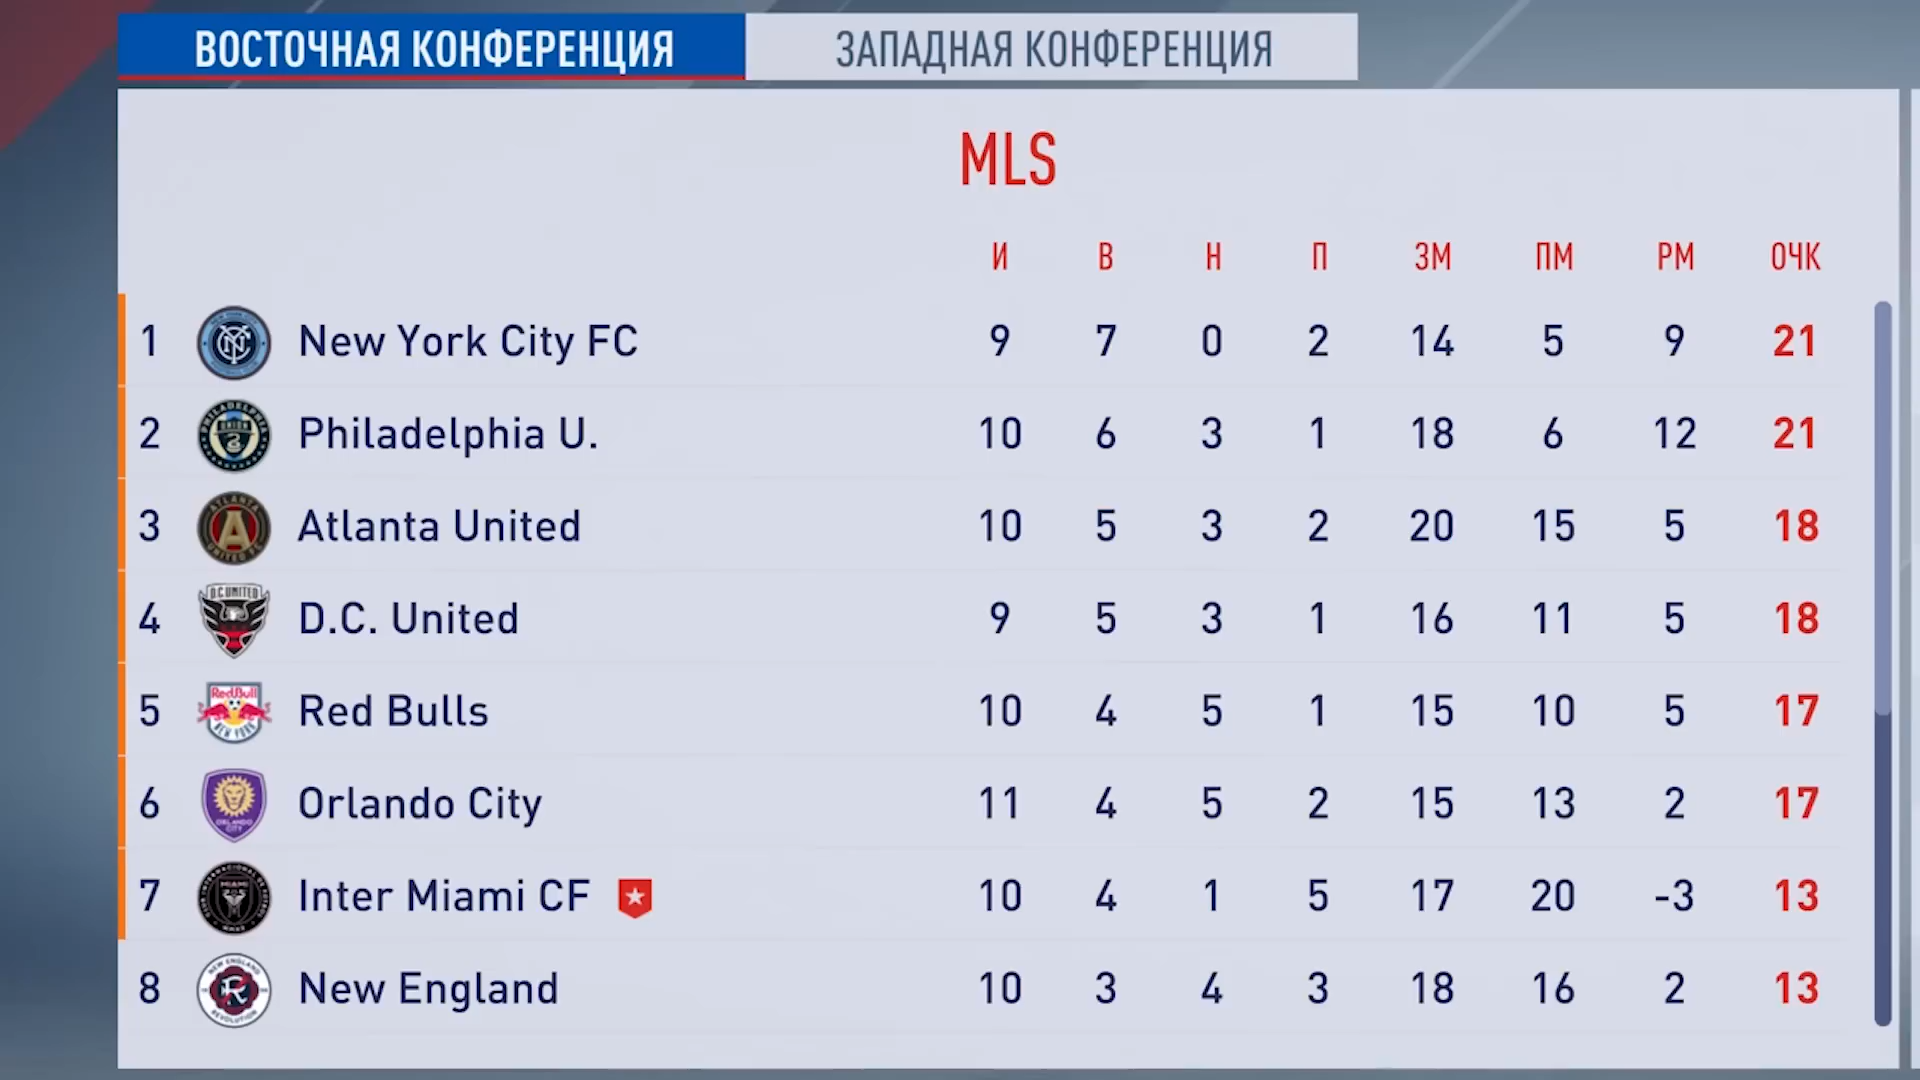 ВОСТОЧНАЯ КОНФЕРЕНЦИЯ ЗАПАДНАЯ КОНФЕРЕНЦИЯ
MLS
И В Н П ЗМ ПМ РМ ОЧК
1 New York City FC 9 7 0 2 14 5 9 21
2 Philadelphia U. 10 6 3 1 18 6 12 21
3 Atlanta United 10 5 3 2 20 15 5 18
4 D.C. United 9 5 3 1 16 11 5 18
5 Red Bulls 10 4 5 1 15 10 5 17
6 Orlando City 11 4 5 2 15 13 2 17
7 Inter Miami CF 10 4 1 5 17 20 -3 13
8 New England 10 3 4 3 18 16 2 13